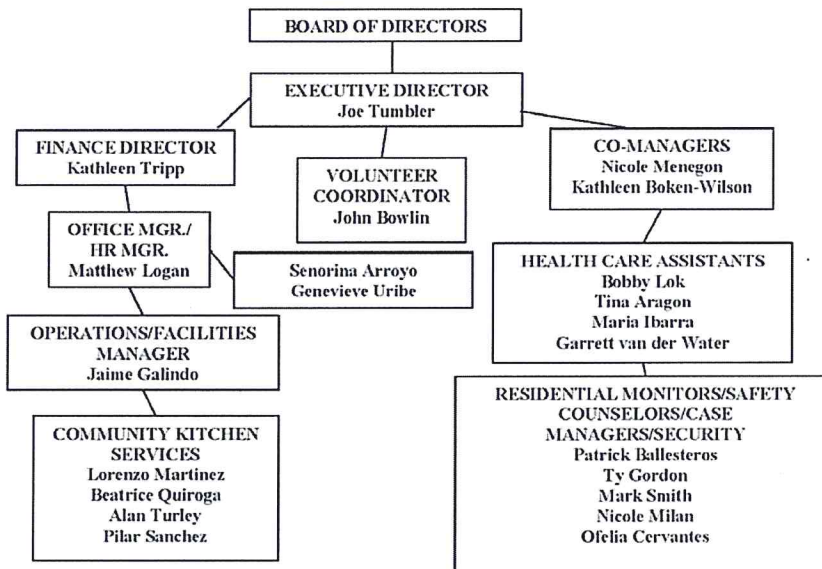 BOARD OF DIRECTORS
EXECUTIVE DIRECTOR
Joe Tumbler
FINANCE DIRECTOR
Kathleen Tripp
VOLUNTEER
COORDINATOR
John Bowlin
CO-MANAGERS
Nicole Menegon
Kathleen Boken-Wilson
OFFICE MGR./
HR MGR.
Matthew Logan
Senorina Arroyo
Genevieve Uribe
HEALTH CARE ASSISTANTS
Bobby Lok
Tina Aragon
Maria Ibarra
Garrett van der Water
OPERATIONS/FACILITIES
MANAGER
Jaime Galindo
COMMUNITY KITCHEN
SERVICES
Lorenzo Martinez
Beatrice Quiroga
Alan Turley
Pilar Sanchez
RESIDENTIAL MONITORS/SAFETY
COUNSELORS/CASE
MANAGERS/SECURITY
Patrick Ballesteros
Ty Gordon
Mark Smith
Nicole Milan
Ofelia Cervantes